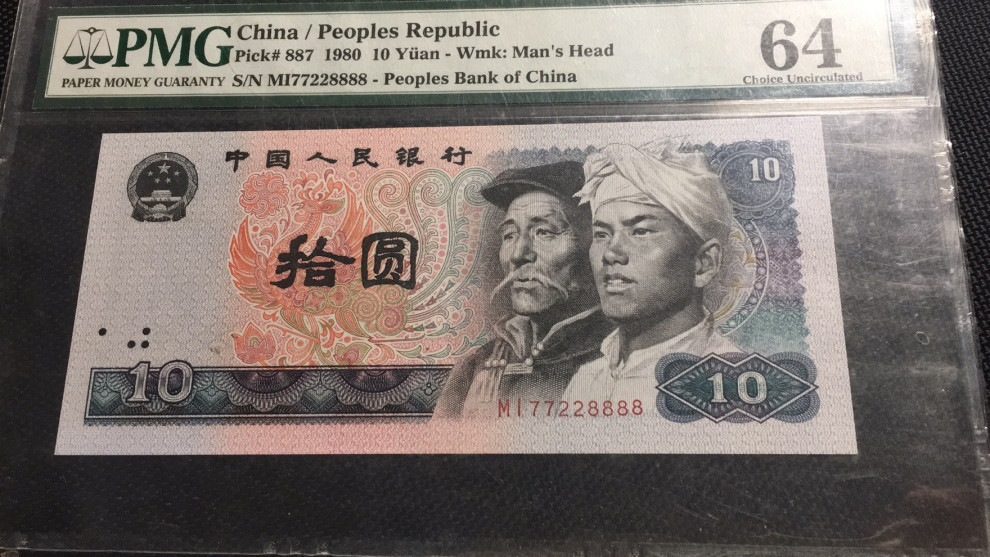 PMG
PAPER MONEY GUARANTY
China / Peoples Republic
Pick# 887 1980 10 Yüan - Wmk: Man's Head
S/N MI77228888 - Peoples Bank of China
64
Choice Uncirculated
中国人民银行
10
拾圆
10
MI77228888
10